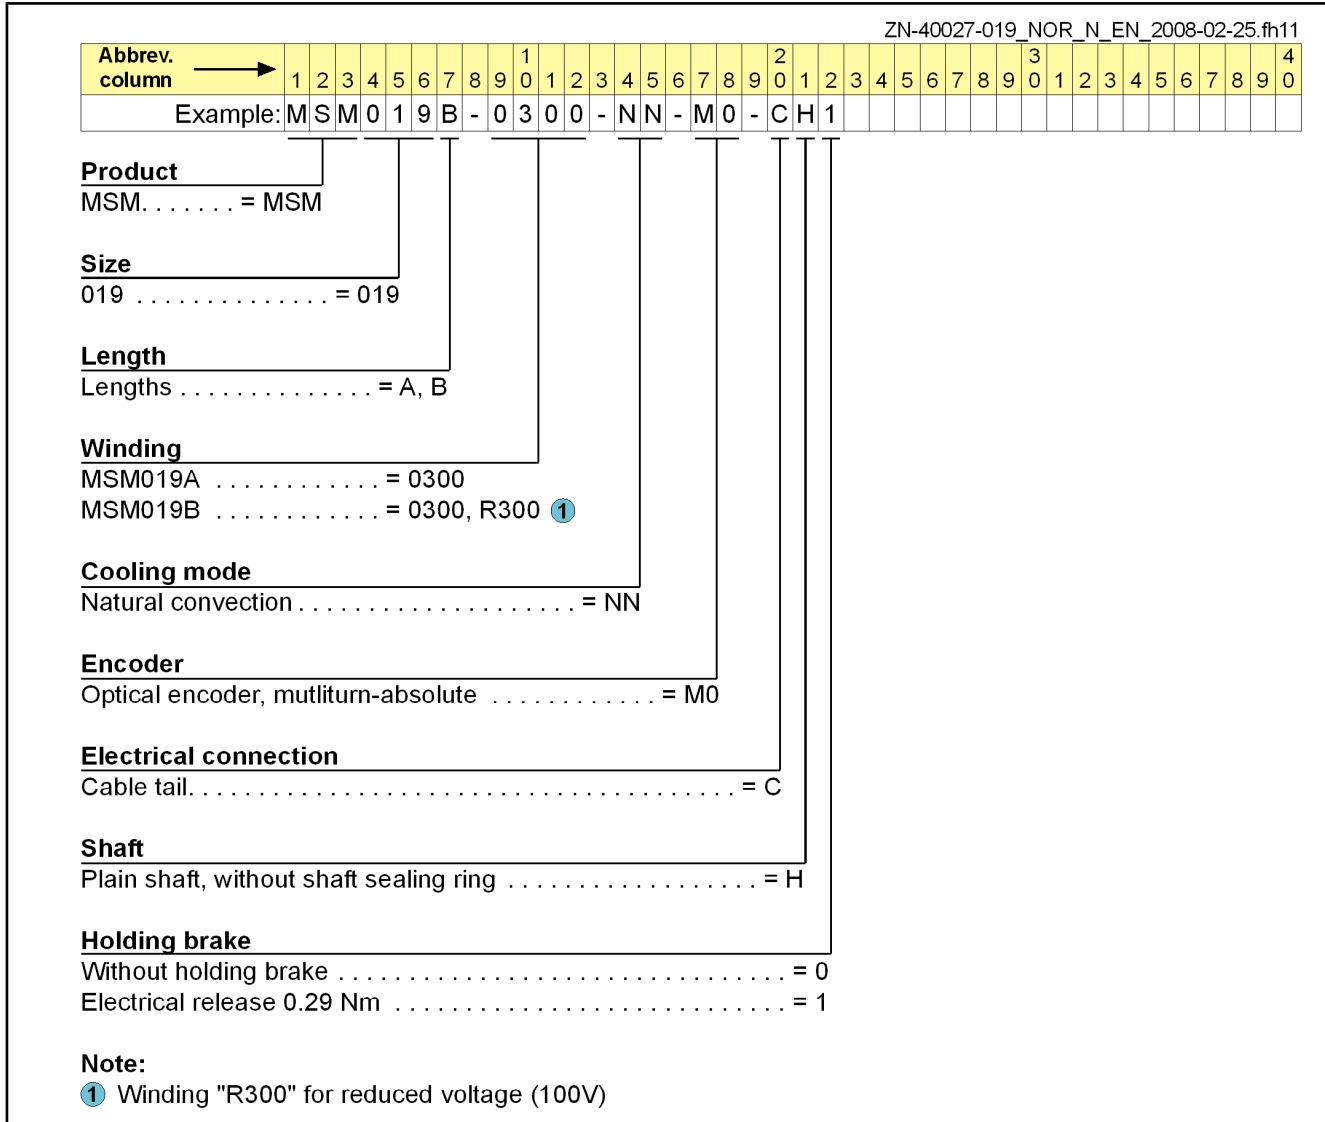 ZN-40027-019_NOR_N_EN_2008-02-25.fh11
Abbrev. column 1 2 3 4 5 6 7 8 9 10 1 2 3 4 5 6 7 8 9 20 1 2 3 4 5 6 7 8 9 30 1 2 3 4 5 6 7 8 9 40
Example: M S M 0 1 9 B - 0 3 0 0 - N N - M 0 - C H 1
Product
MSM. . . . . . . = MSM
Size
019 . . . . . . . . . . . . . . = 019
Length
Lengths . . . . . . . . . . . . . . = A, B
Winding
MSM019A . . . . . . . . . . . . = 0300
MSM019B . . . . . . . . . . . . = 0300, R300 1
Cooling mode
Natural convection . . . . . . . . . . . . . . . . . . . . = NN
Encoder
Optical encoder, mutliturn-absolute . . . . . . . . . . . . = M0
Electrical connection
Cable tail. . . . . . . . . . . . . . . . . . . . . . . . . . . . . . . . . . . . . . . = C
Shaft
Plain shaft, without shaft sealing ring . . . . . . . . . . . . . . . . . . = H
Holding brake
Without holding brake . . . . . . . . . . . . . . . . . . . . . . . . . . . . . . . . = 0
Electrical release 0.29 Nm . . . . . . . . . . . . . . . . . . . . . . . . . . . . = 1
Note:
1 Winding "R300" for reduced voltage (100V)